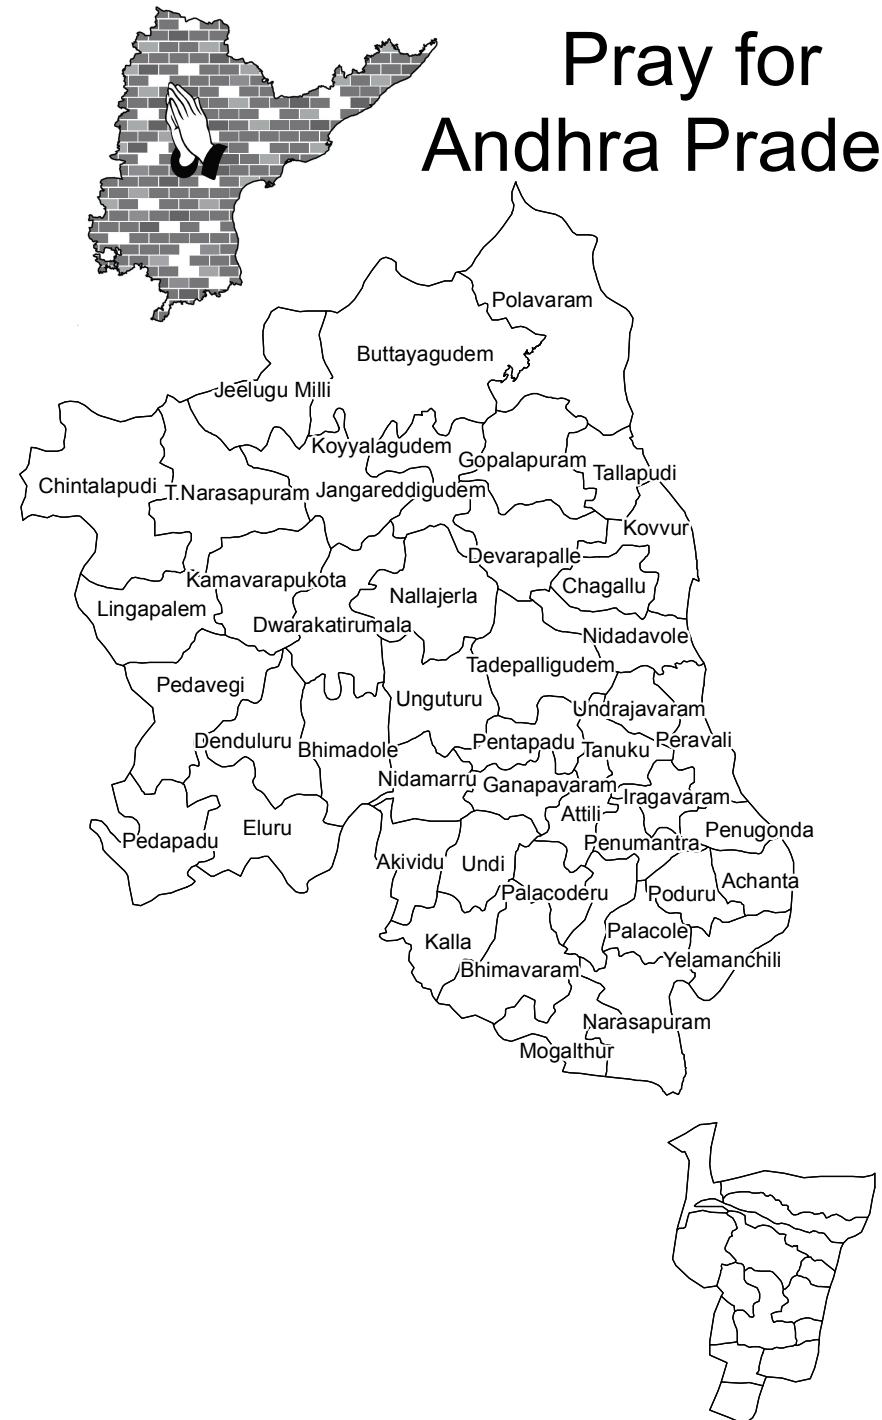 Pray for
Andhra Prade
Polavaram
Buttayagudem
Jeelugu Milli
Koyyalagudem
Gopalapuram
Tallapudi
Chintalapudi
T.Narasapuram
Jangareddigudem
Kovvur
Devarapalle
Kamavarapukota
Chagallu
Nallajerla
Lingapalem
Dwarakatirumala
Nidadavole
Tadepalligudem
Pedavegi
Unguturu
Undrajavaram
Denduluru
Bhimadole
Pentapadu
Tanuku
Peravali
Nidamarru
Ganapavaram
Iragavaram
Attili
Eluru
Penugonda
Pedapadu
Penumantra
Akividu
Undi
Achanta
Palacoderu
Poduru
Palacole
Kalla
Yelamanchili
Bhimavaram
Narasapuram
Mogalthur